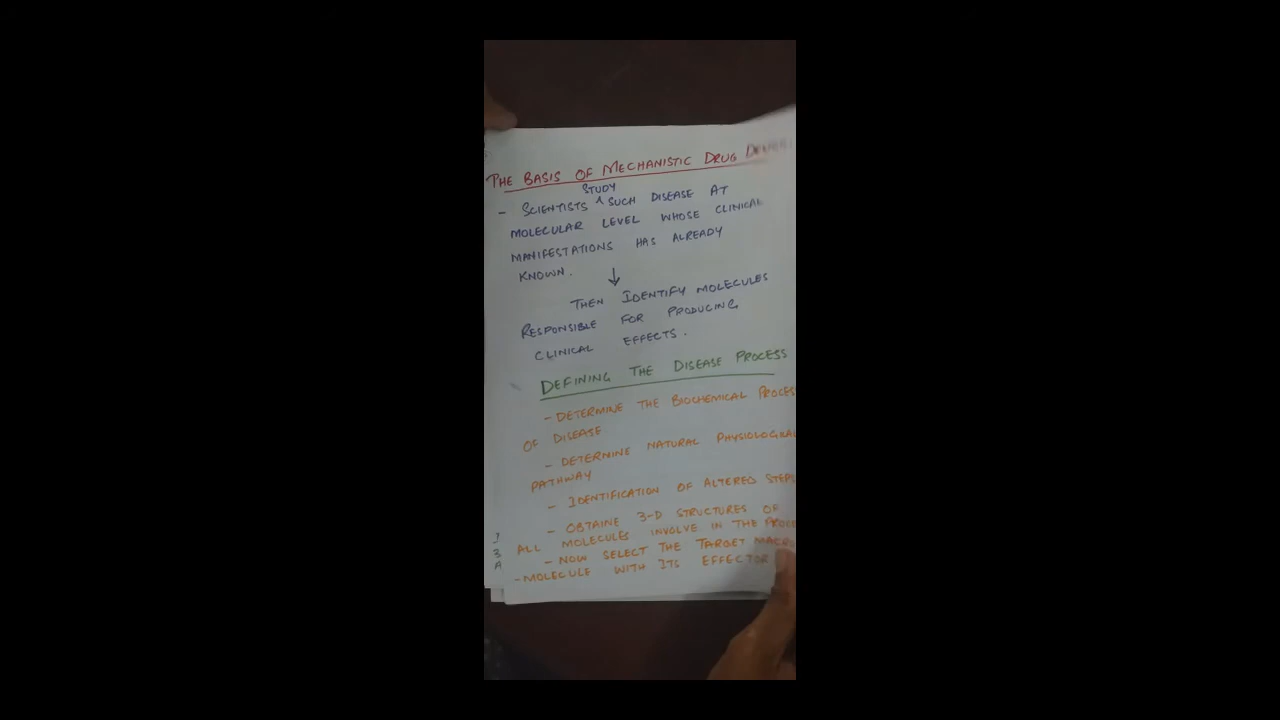 THE BASIS OF MECHANISTIC DRUG
STUDY
- SCIENTISTS ^ SUCH DISEASE AT
MOLECULAR LEVEL WHOSE CLINICAL
MANIFESTATIONS HAS ALREADY
KNOWN.
↓
THEN IDENTIFY MOLECULES
RESPONSIBLE FOR PRODUCING
CLINICAL EFFECTS.
DEFINING THE DISEASE PROCESS
- DETERMINE THE BIOCHEMICAL PROCES
OF DISEASE
- DETERMINE NATURAL PHYSIOLOGICAL
PATHWAY
- IDENTIFICATION OF ALTERED STEPS
- OBTAINE 3-D STRUCTURES OF
ALL MOLECULES INVOLVE IN THE PROCE
- NOW SELECT THE TARGET MACRO
-MOLECULE WITH ITS EFFECTOR